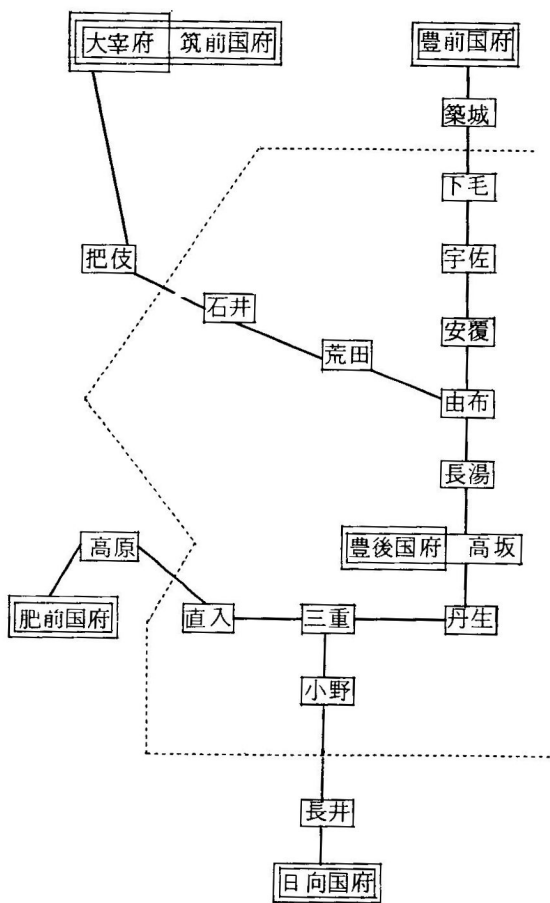 大宰府 筑前国府
豊前国府
築城
下毛
宇佐
把伎
石井
安覆
荒田
由布
長湯
高原
豊後国府 高坂
肥前国府
直入
三重
丹生
小野
長井
日向国府